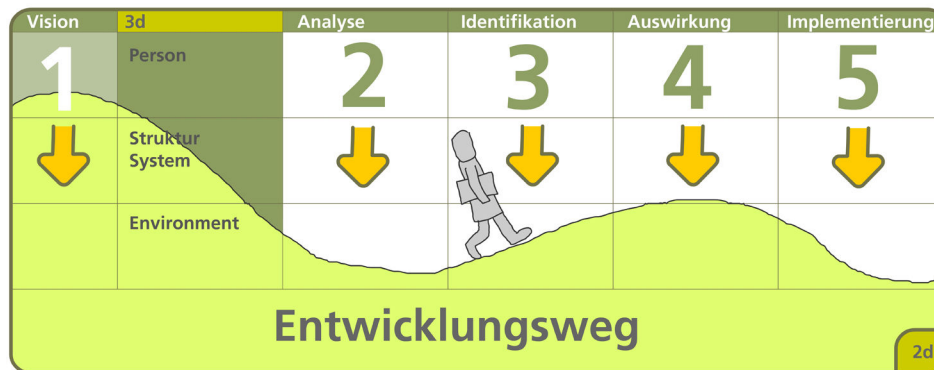 Vision
3d
Analyse
Identifikation
Auswirkung
Implementierung
1
Person
2
3
4
5
Struktur
System
Environment
Entwicklungsweg
2d